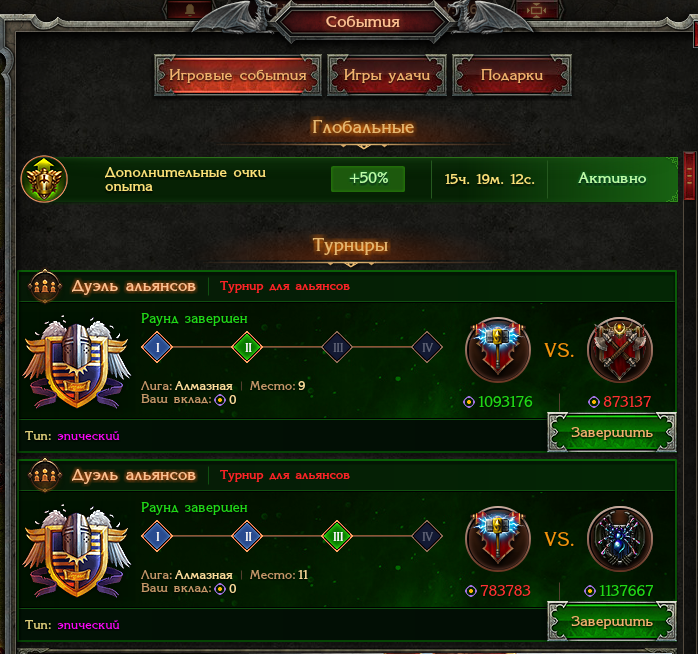 События
Игровые события
Игры удачи
Подарки
Глобальные
Дополнительные очки
опыта
+50%
15ч. 19м. 12с.
Активно
Турниры
Дуэль альянсов
Турнир для альянсов
Раунд завершен
I
II
III
IV
VS.
Лига: Алмазная
Место: 9
Ваш вклад: 0
1093176
873137
Тип: эпический
Завершить
Дуэль альянсов
Турнир для альянсов
Раунд завершен
I
II
III
IV
VS.
Лига: Алмазная
Место: 11
Ваш вклад: 0
783783
1137667
Тип: эпический
Завершить